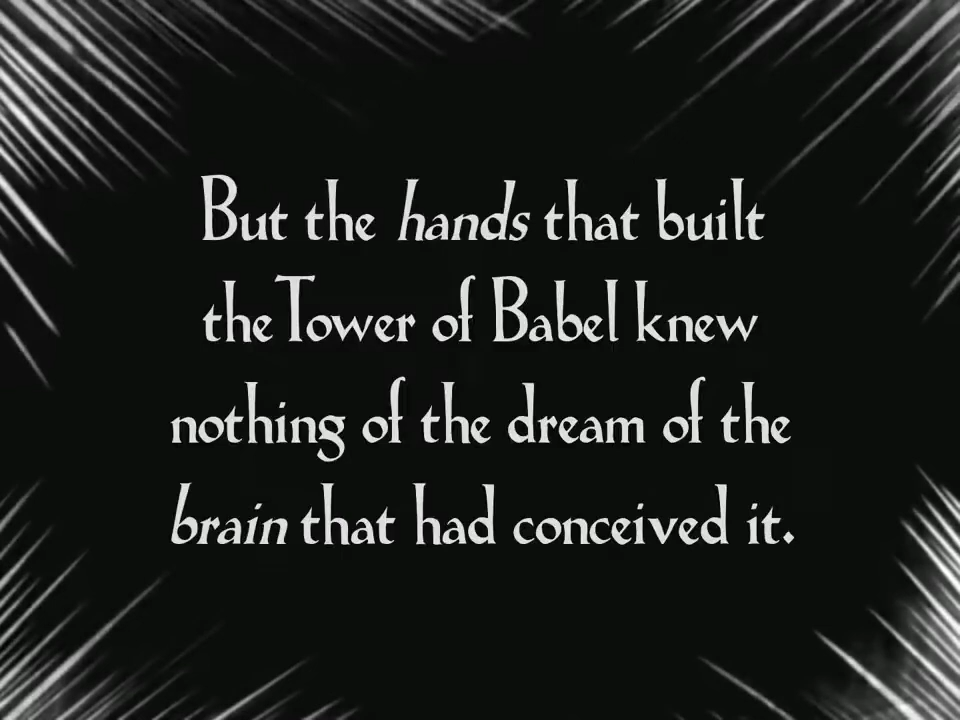 But the hands that built
the Tower of Babel knew
nothing of the dream of the
brain that had conceived it.